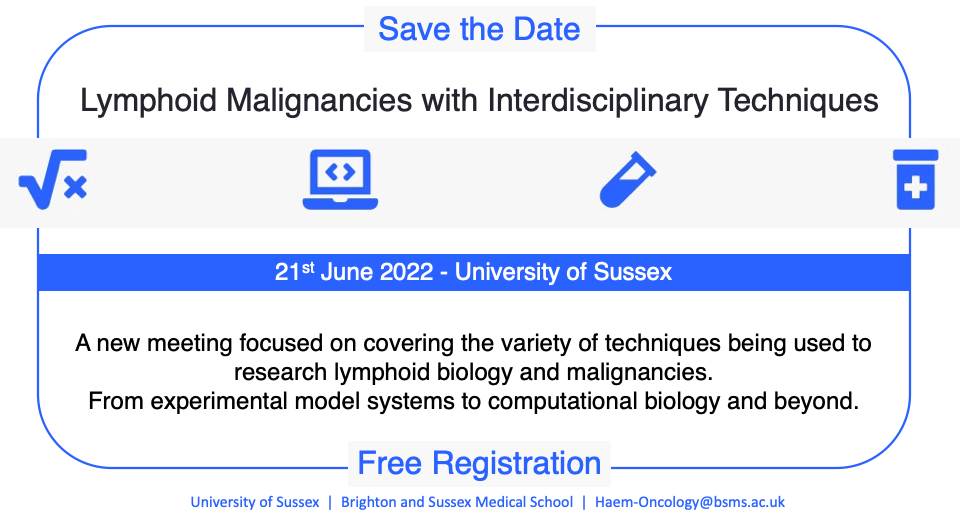 Save the Date
Lymphoid Malignancies with Interdisciplinary Techniques
21st June 2022 - University of Sussex
A new meeting focused on covering the variety of techniques being used to
research lymphoid biology and malignancies.
From experimental model systems to computational biology and beyond.
Free Registration
University of Sussex | Brighton and Sussex Medical School | Haem-Oncology@bsms.ac.uk